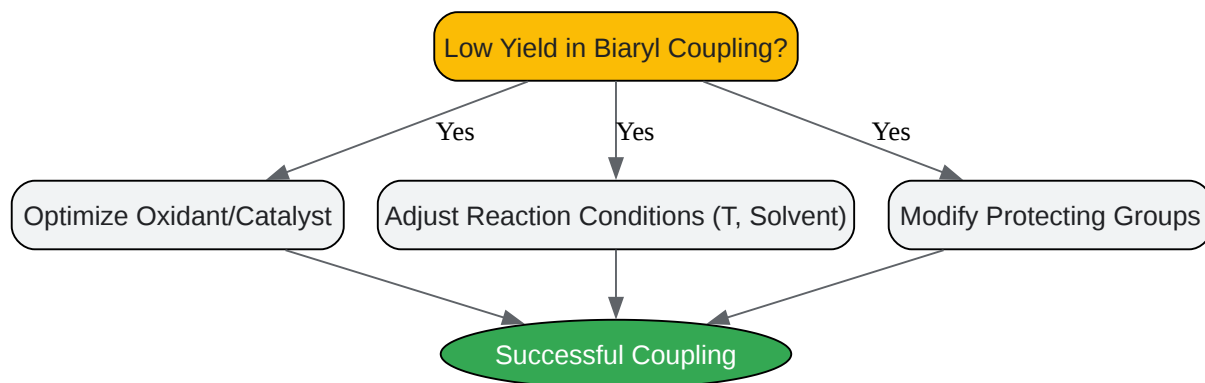 Low Yield in Biaryl Coupling?
Yes
Yes
Yes
Optimize Oxidant/Catalyst
Adjust Reaction Conditions (T, Solvent)
Modify Protecting Groups
Successful Coupling